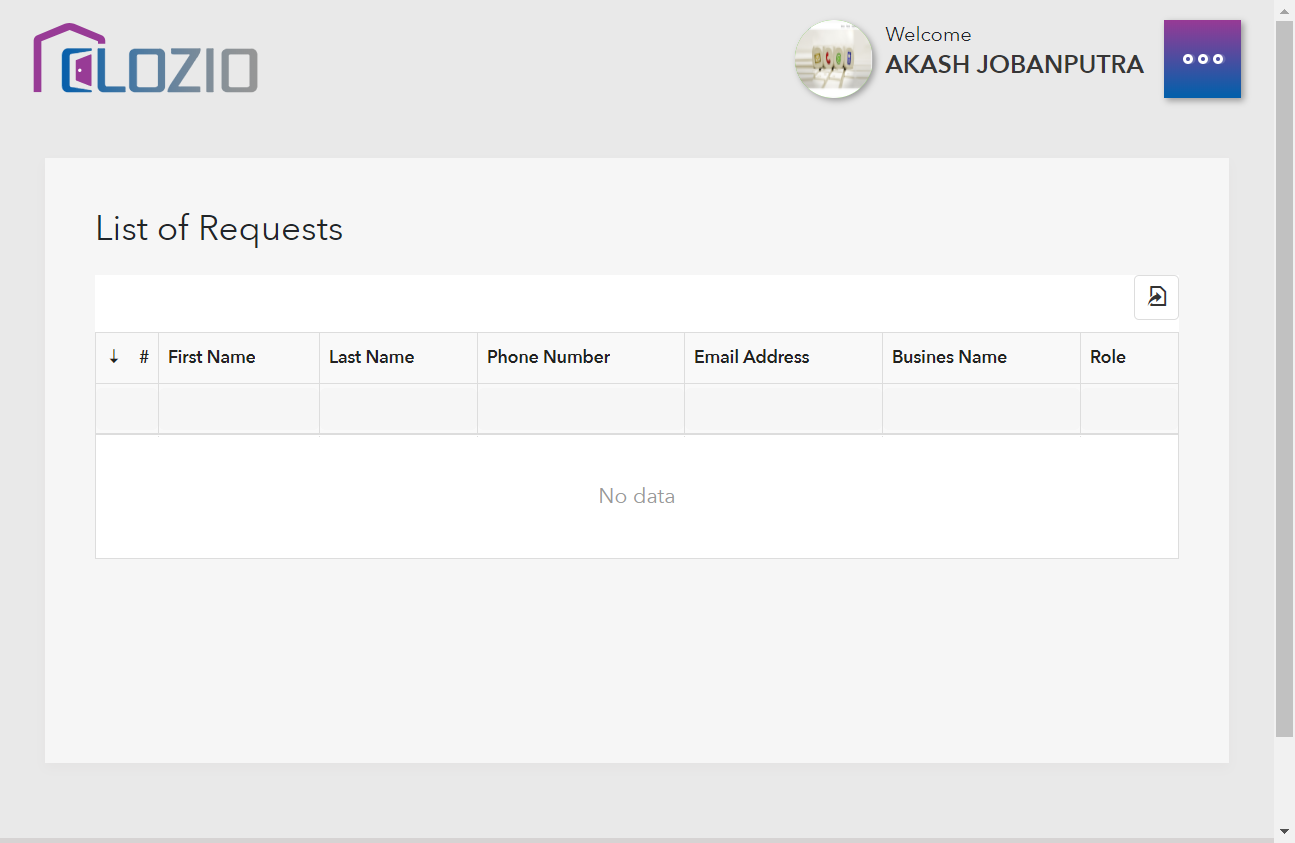 CLOZIO
Welcome
AKASH JOBANPUTRA
List of Requests
# First Name Last Name Phone Number Email Address Busines Name Role
No data